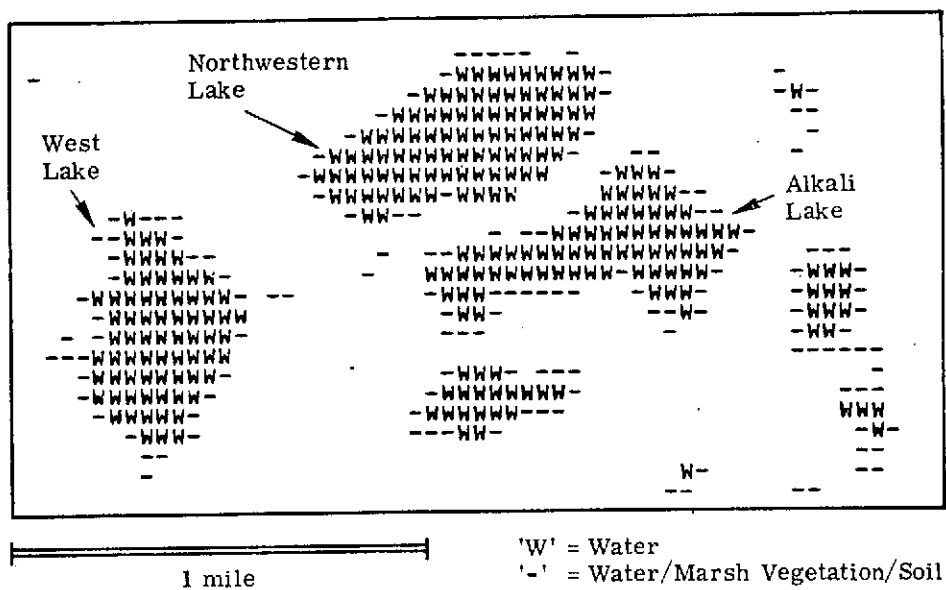 Northwestern
Lake
West
Lake
Alkali
Lake
1 mile
'W' = Water
'-' = Water/Marsh Vegetation/Soil